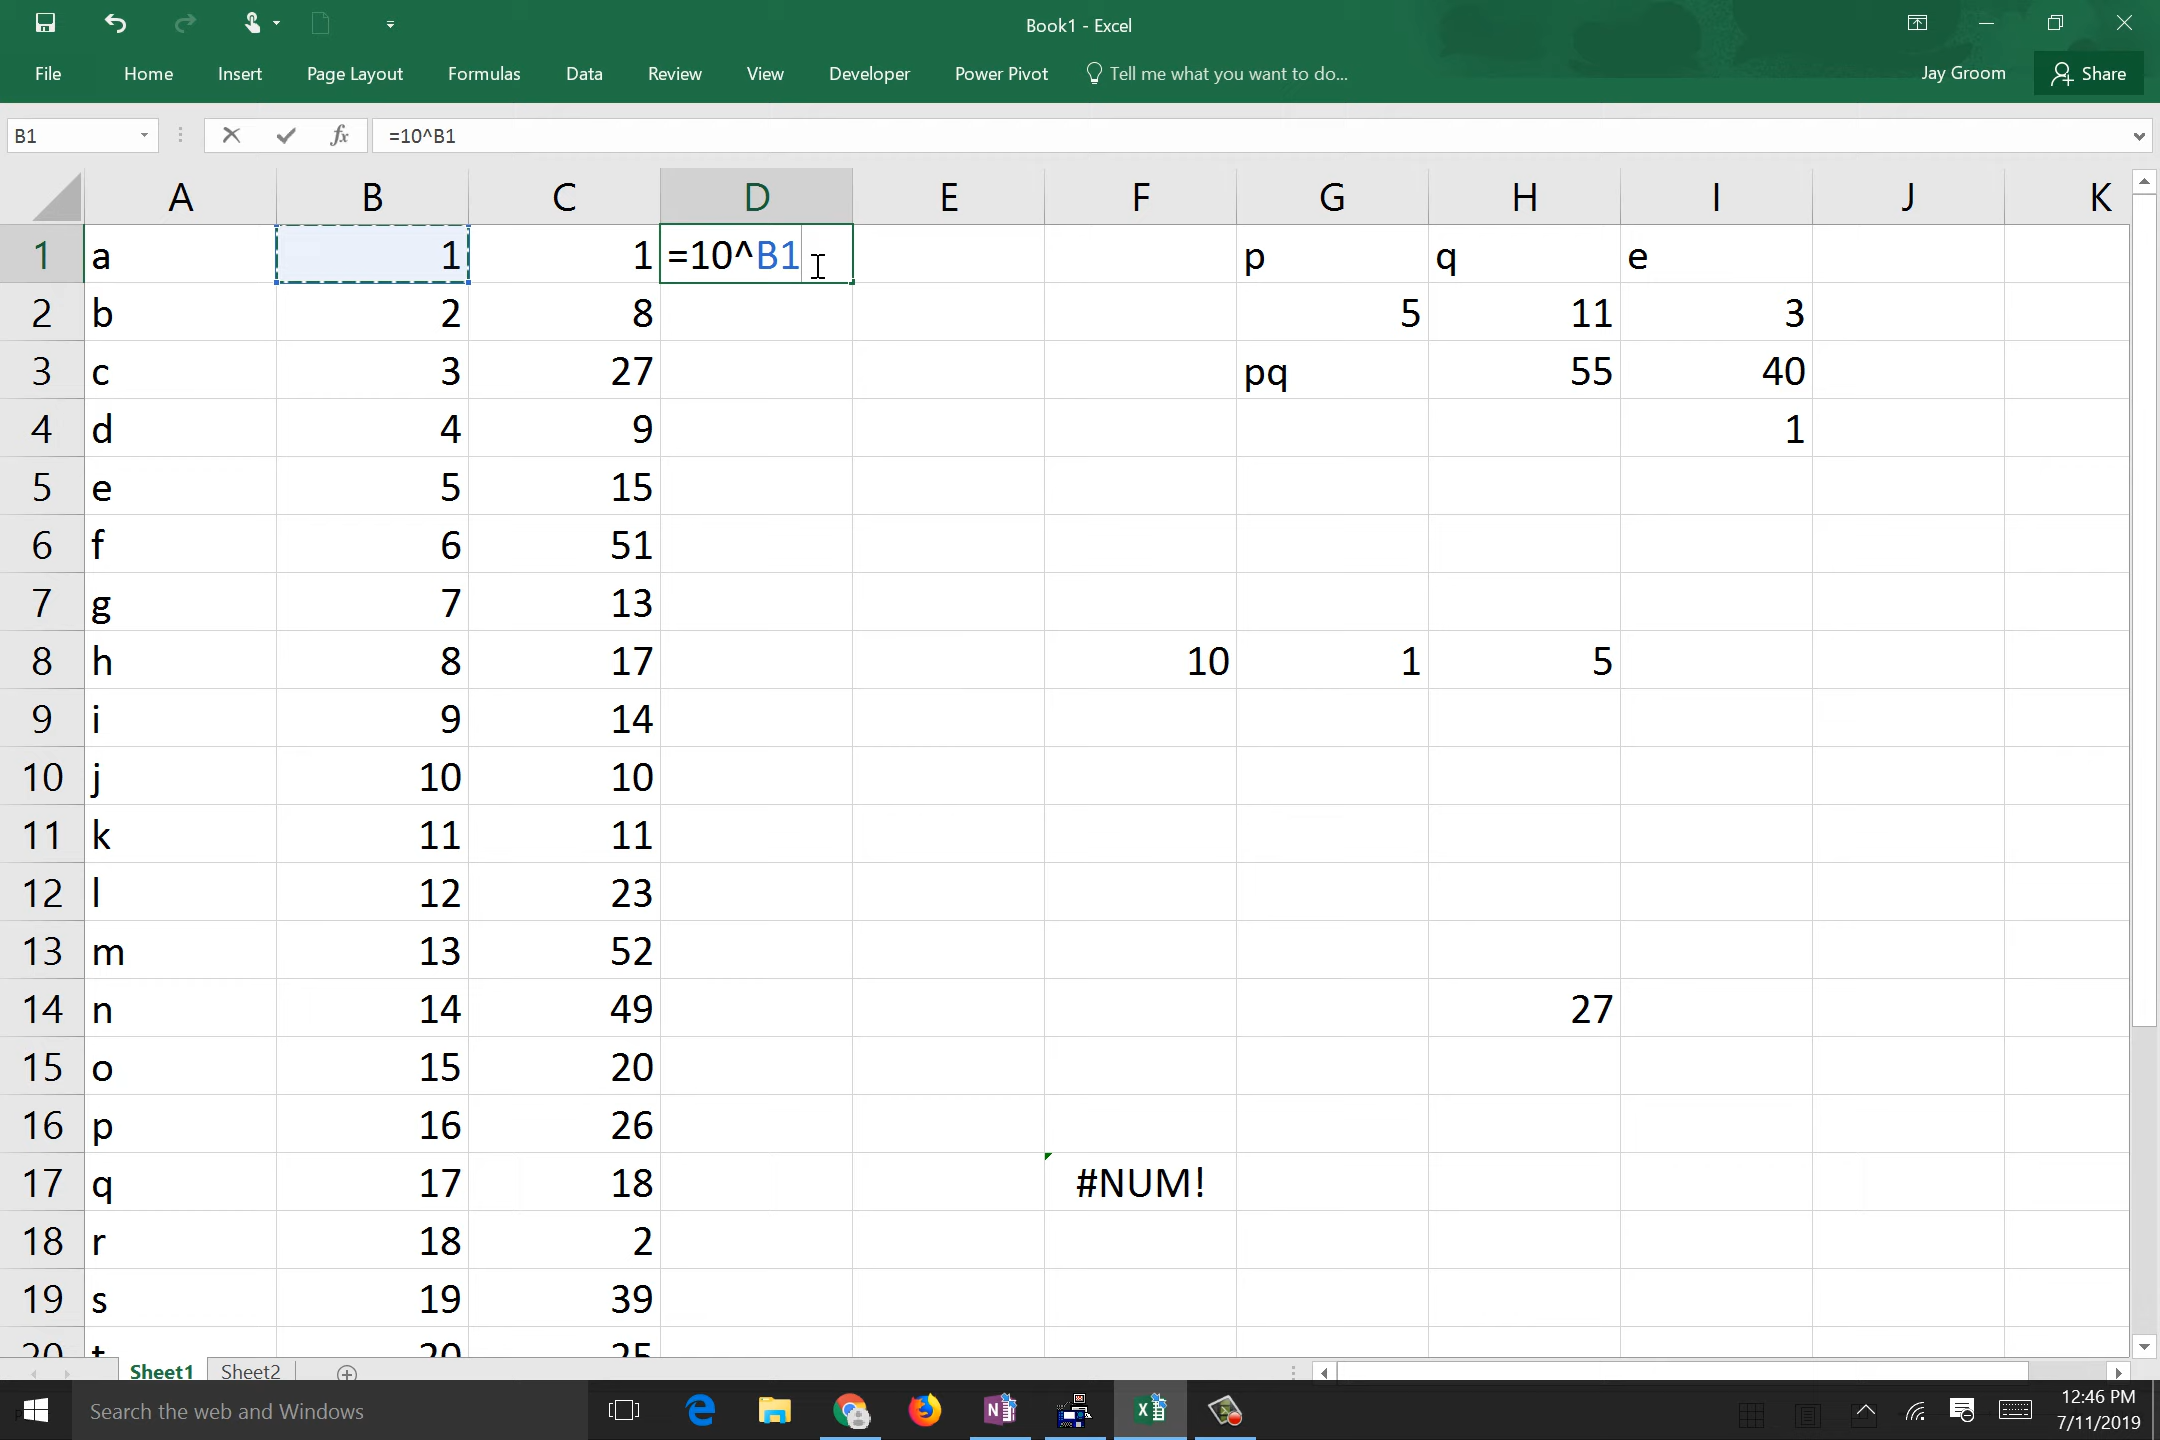 Book1 - Excel
File Home Insert Page Layout Formulas Data Review View Developer Power Pivot Tell me what you want to do... Jay Groom Share
B1 fx =10^B1
A B C D E F G H I J K
1 a 1 1 =10^B1 p q e
2 b 2 8 5 11 3
3 c 3 27 pq 55 40
4 d 4 9 1
5 e 5 15
6 f 6 51
7 g 7 13
8 h 8 17 10 1 5
9 i 9 14
10 j 10 10
11 k 11 11
12 l 12 23
13 m 13 52
14 n 14 49 27
15 o 15 20
16 p 16 26
17 q 17 18 #NUM!
18 r 18 2
19 s 19 39
20 t 20 25
Sheet1 Sheet2
Search the web and Windows
12:46 PM
7/11/2019